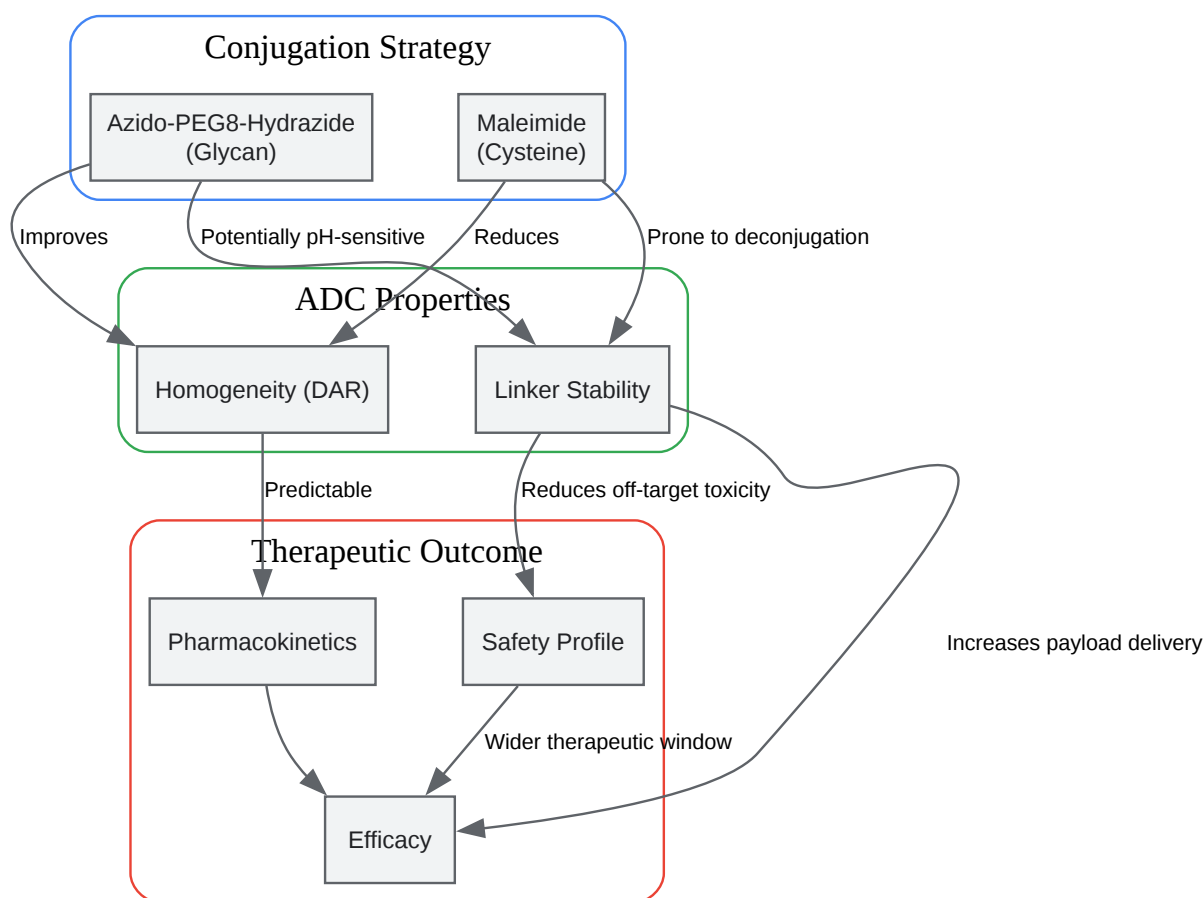 Conjugation Strategy
Azido-PEG8-Hydrazide
(Glycan)
Maleimide
(Cysteine)
Improves
Potentially pH-sensitive
Reduces
Prone to deconjugation
ADC Properties
Homogeneity (DAR)
Linker Stability
Predictable
Reduces off-target toxicity
Therapeutic Outcome
Pharmacokinetics
Safety Profile
Increases payload delivery
Wider therapeutic window
Efficacy